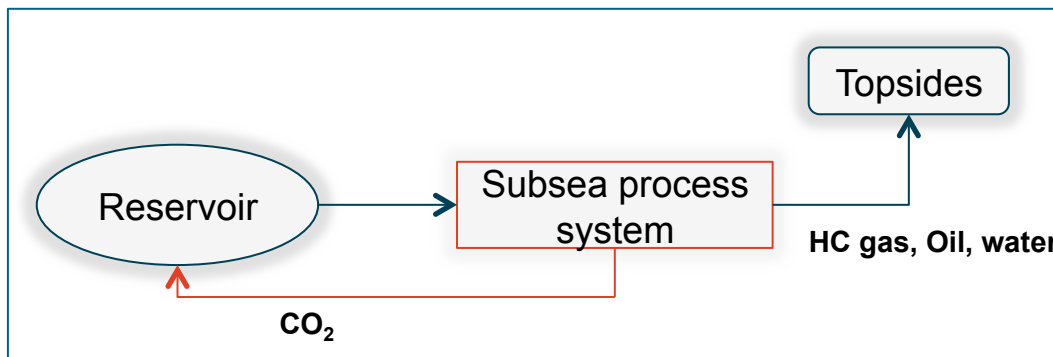 Topsides
Reservoir
Subsea process
system
HC gas, Oil, water
CO₂